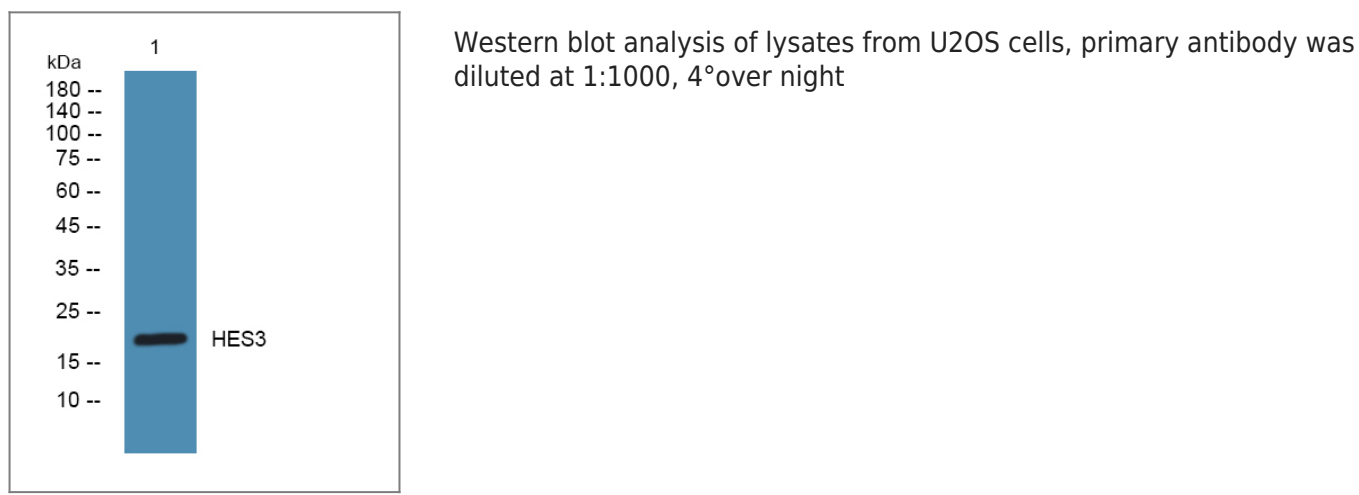 1
kDa
180 --
140 --
100 --
75 --
60 --
45 --
35 --
25 --
HES3
15 --
10 --
Western blot analysis of lysates from U2OS cells, primary antibody was
diluted at 1:1000, 4°over night